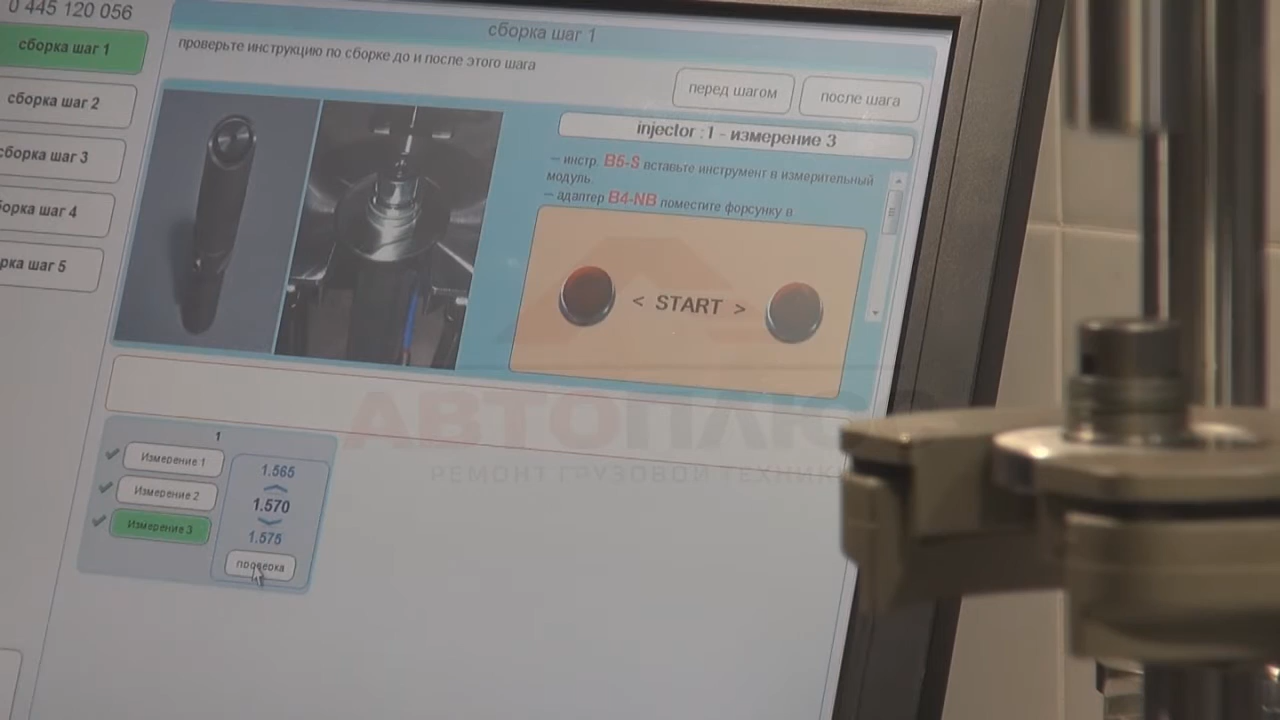 0 445 120 056
сборка шаг 1
сборка шаг 1
проверьте инструкцию по сборке до и после этого шага
перед шагом
после шага
сборка шаг 2
сборка шаг 3
орка шаг 4
рка шаг 5
injector : 1 - измерение 3
– инстр. B5-S вставьте инструмент в измерительный
модуль.
– адаптер B4-NB поместите форсунку в
< START >
АВТОПЛЮС
РЕМОНТ ГРУЗОВОЙ ТЕХНИКИ
1
Измерение 1
Измерение 2
Измерение 3
1.565
1.570
1.575
проверка